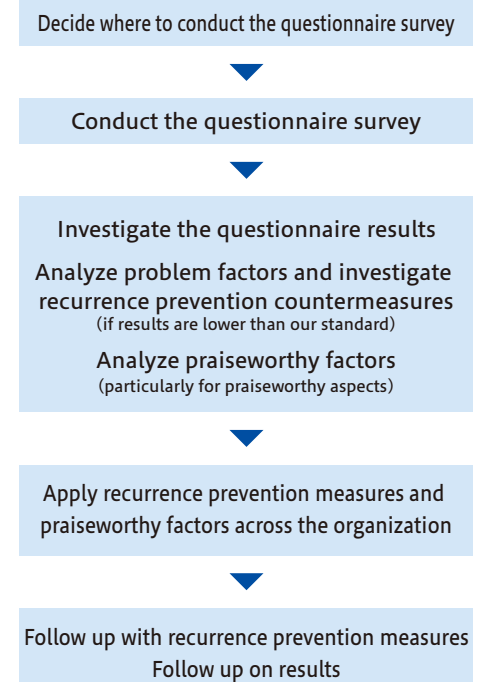 Decide where to conduct the questionnaire survey
Conduct the questionnaire survey
Investigate the questionnaire results
Analyze problem factors and investigate
recurrence prevention countermeasures
(if results are lower than our standard)
Analyze praiseworthy factors
(particularly for praiseworthy aspects)
Apply recurrence prevention measures and
praiseworthy factors across the organization
Follow up with recurrence prevention measures
Follow up on results